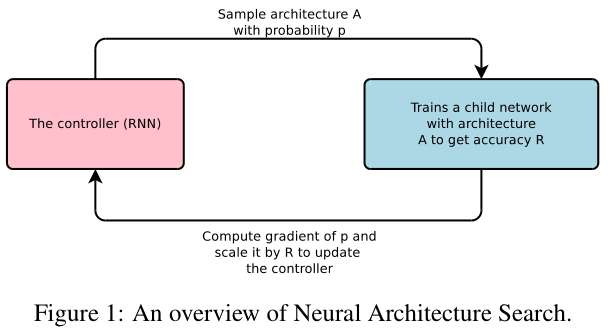 Sample architecture A
with probability p
The controller (RNN)
Trains a child network
with architecture
A to get accuracy R
Compute gradient of p and
scale it by R to update
the controller
Figure 1: An overview of Neural Architecture Search.